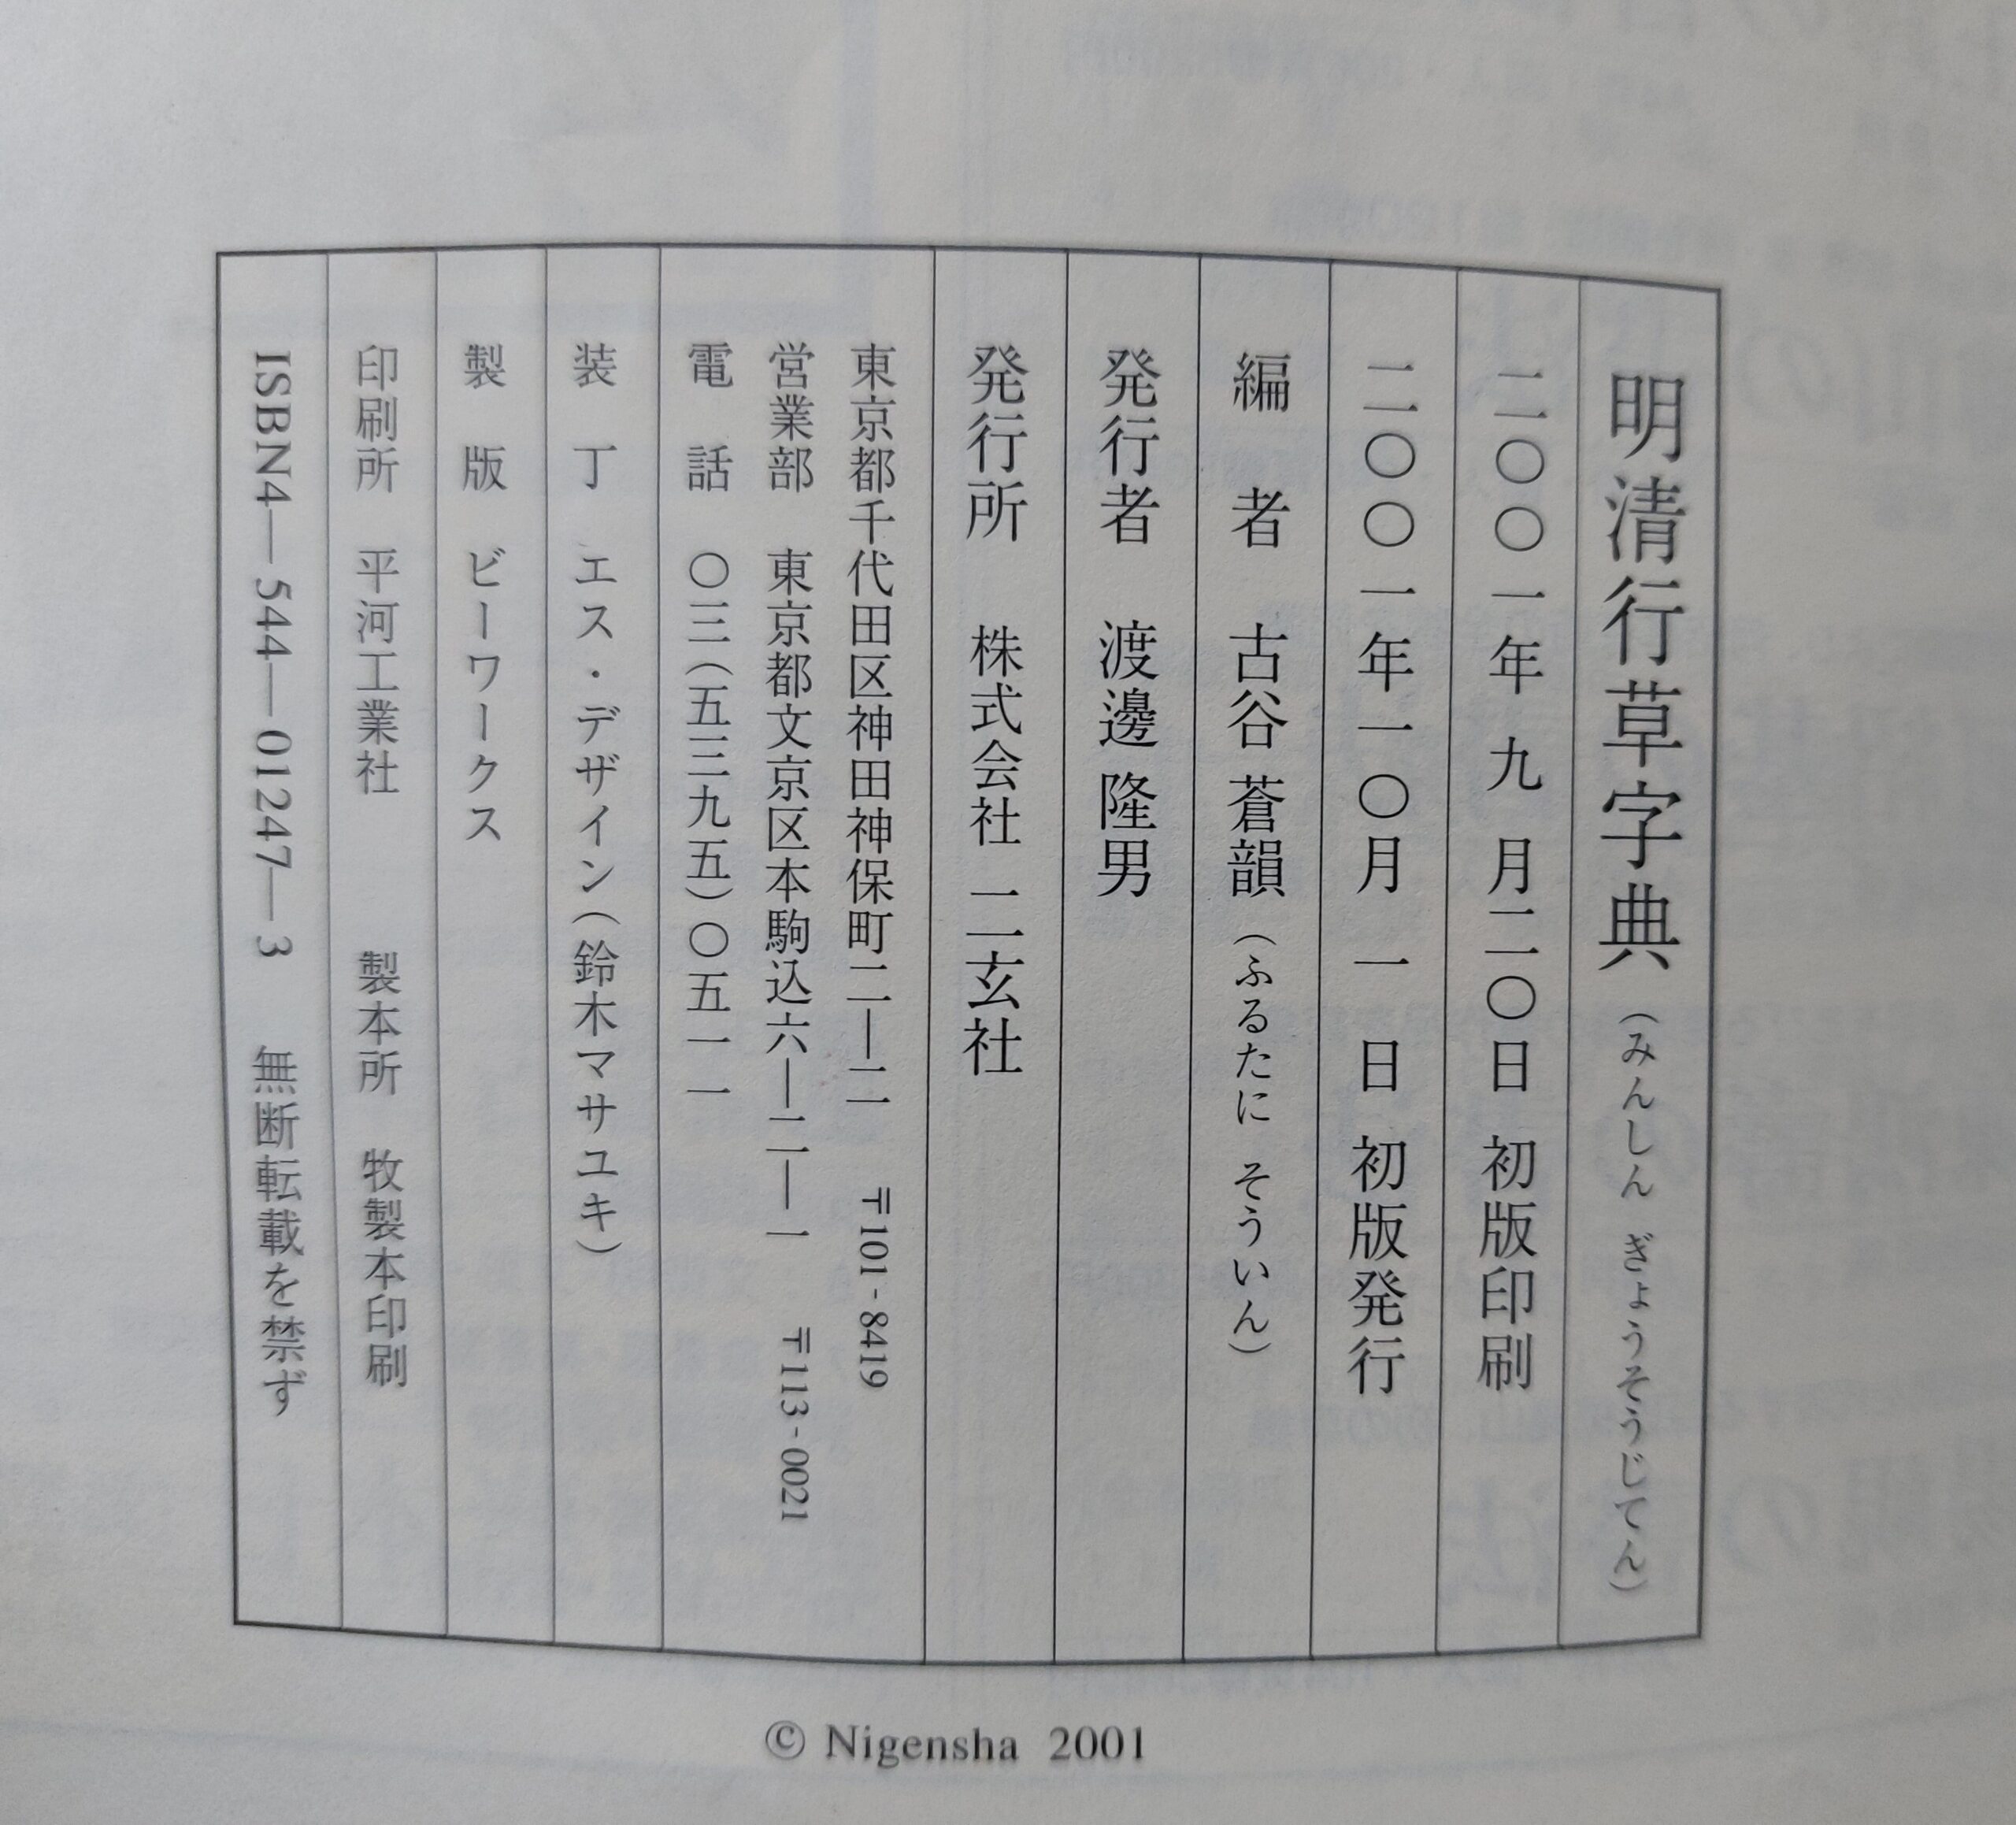 明清行草字典（みんしん ぎょうそうじてん）
二〇〇一年 九 月二〇日 初版印刷
二〇〇一年一〇月 一 日 初版発行
編 者 古谷 蒼韻（ふるたに そういん）
発行者 渡邊 隆男
発行所 株式会社 二玄社
東京都千代田区神田神保町二―二 〒101-8419
営業部 東京都文京区本駒込六―二―一 〒113-0021
電 話 〇三（五三九五）〇五一一
装 丁 エス・デザイン（鈴木マサユキ）
製 版 ビーワークス
印刷所 平河工業社 製本所 牧製本印刷
ISBN4―544―01247―3 無断転載を禁ず
© Nigensha 2001